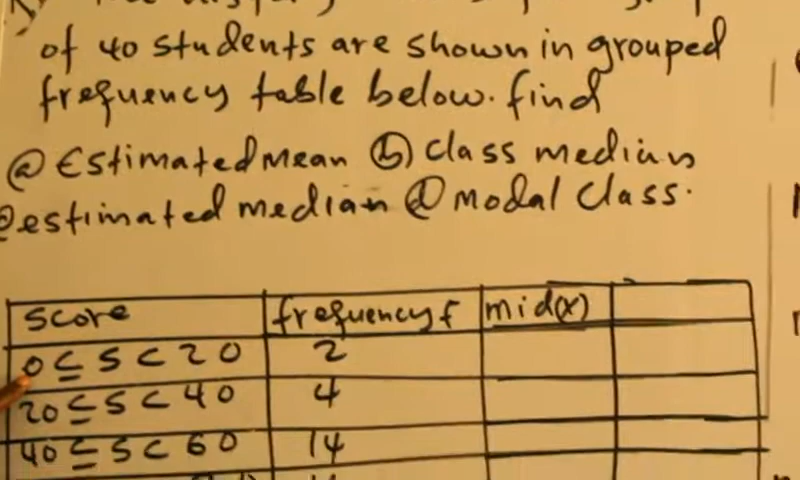 of 40 students are shown in grouped
frequency table below. find
ⓐ Estimated Mean ⓑ Class medians
estimated median ⓓ modal Class.
Score frequency f mid(x)
0 ≤ S < 20 2
20 ≤ S < 40 4
40 ≤ S < 60 14